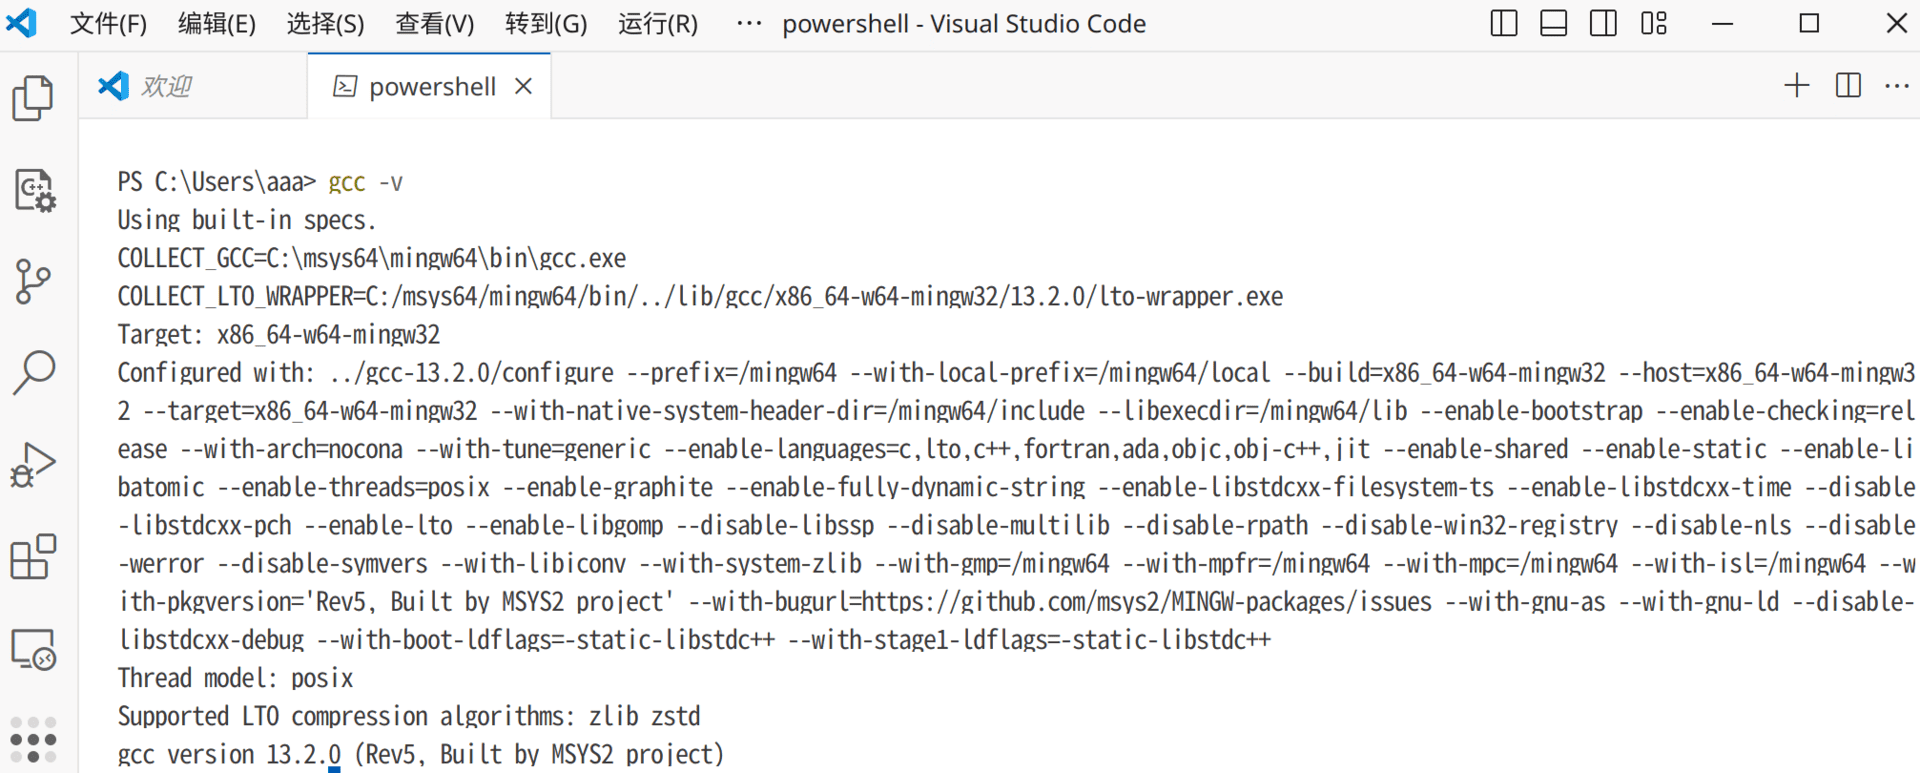 文件(F) 编辑(E) 选择(S) 查看(V) 转到(G) 运行(R) ··· powershell - Visual Studio Code
欢迎 powershell
PS C:\Users\aaa> gcc -v
Using built-in specs.
COLLECT_GCC=C:\msys64\mingw64\bin\gcc.exe
COLLECT_LTO_WRAPPER=C:/msys64/mingw64/bin/../lib/gcc/x86_64-w64-mingw32/13.2.0/lto-wrapper.exe
Target: x86_64-w64-mingw32
Configured with: ../gcc-13.2.0/configure --prefix=/mingw64 --with-local-prefix=/mingw64/local --build=x86_64-w64-mingw32 --host=x86_64-w64-mingw3
2 --target=x86_64-w64-mingw32 --with-native-system-header-dir=/mingw64/include --libexecdir=/mingw64/lib --enable-bootstrap --enable-checking=rel
ease --with-arch=nocona --with-tune=generic --enable-languages=c,lto,c++,fortran,ada,objc,obj-c++,jit --enable-shared --enable-static --enable-li
batomic --enable-threads=posix --enable-graphite --enable-fully-dynamic-string --enable-libstdcxx-filesystem-ts --enable-libstdcxx-time --disable
-libstdcxx-pch --enable-lto --enable-libgomp --disable-libssp --disable-multilib --disable-rpath --disable-win32-registry --disable-nls --disable
-werror --disable-symvers --with-libiconv --with-system-zlib --with-gmp=/mingw64 --with-mpfr=/mingw64 --with-mpc=/mingw64 --with-isl=/mingw64 --w
ith-pkgversion='Rev5, Built by MSYS2 project' --with-bugurl=https://github.com/msys2/MINGW-packages/issues --with-gnu-as --with-gnu-ld --disable-
libstdcxx-debug --with-boot-ldflags=-static-libstdc++ --with-stage1-ldflags=-static-libstdc++
Thread model: posix
Supported LTO compression algorithms: zlib zstd
gcc version 13.2.0 (Rev5, Built by MSYS2 project)